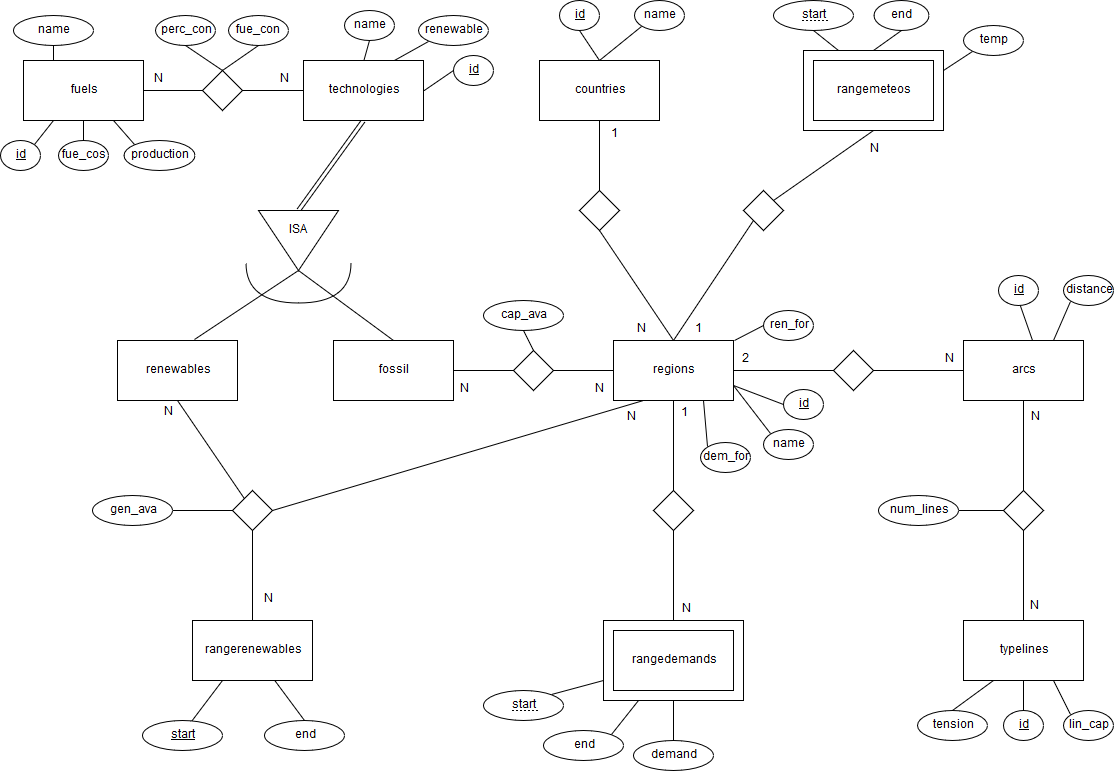 name
perc_con
fue_con
name
renewable
id
name
start
end
temp
fuels
N
N
technologies
id
countries
rangemeteos
id
fue_cos
production
1
N
ISA
cap_ava
id
distance
N
1
ren_for
2
N
renewables
fossil
N
N
regions
arcs
id
name
dem_for
N
N
1
N
gen_ava
num_lines
N
N
N
rangerenewables
rangedemands
typelines
start
end
start
end
demand
tension
id
lin_cap